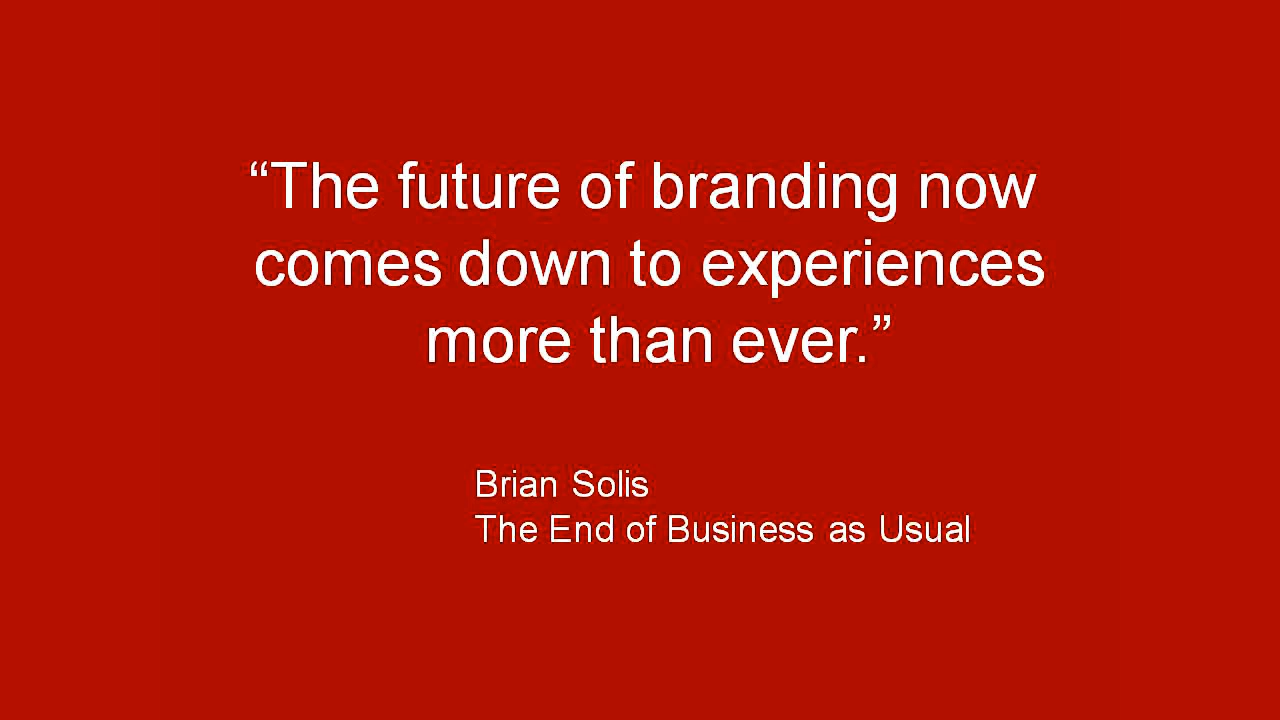 “The future of branding now
comes down to experiences
more than ever.”
Brian Solis
The End of Business as Usual